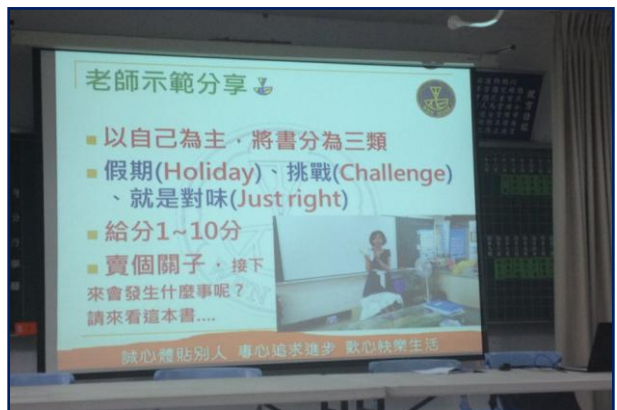 老師示範分享
以自己為主，將書分為三類
假期(Holiday)、挑戰(Challenge)
、就是對味(Just right)
給分1~10分
賣個關子，接下
來會發生什麼事呢？
請來看這本書....
誠心體貼別人 專心追求進步 歡心快樂生活